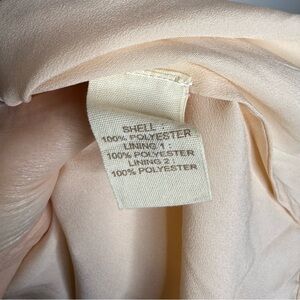 SHELL :
100% POLYESTER
LINING 1 :
100% POLYESTER
LINING 2 :
100% POLYESTER